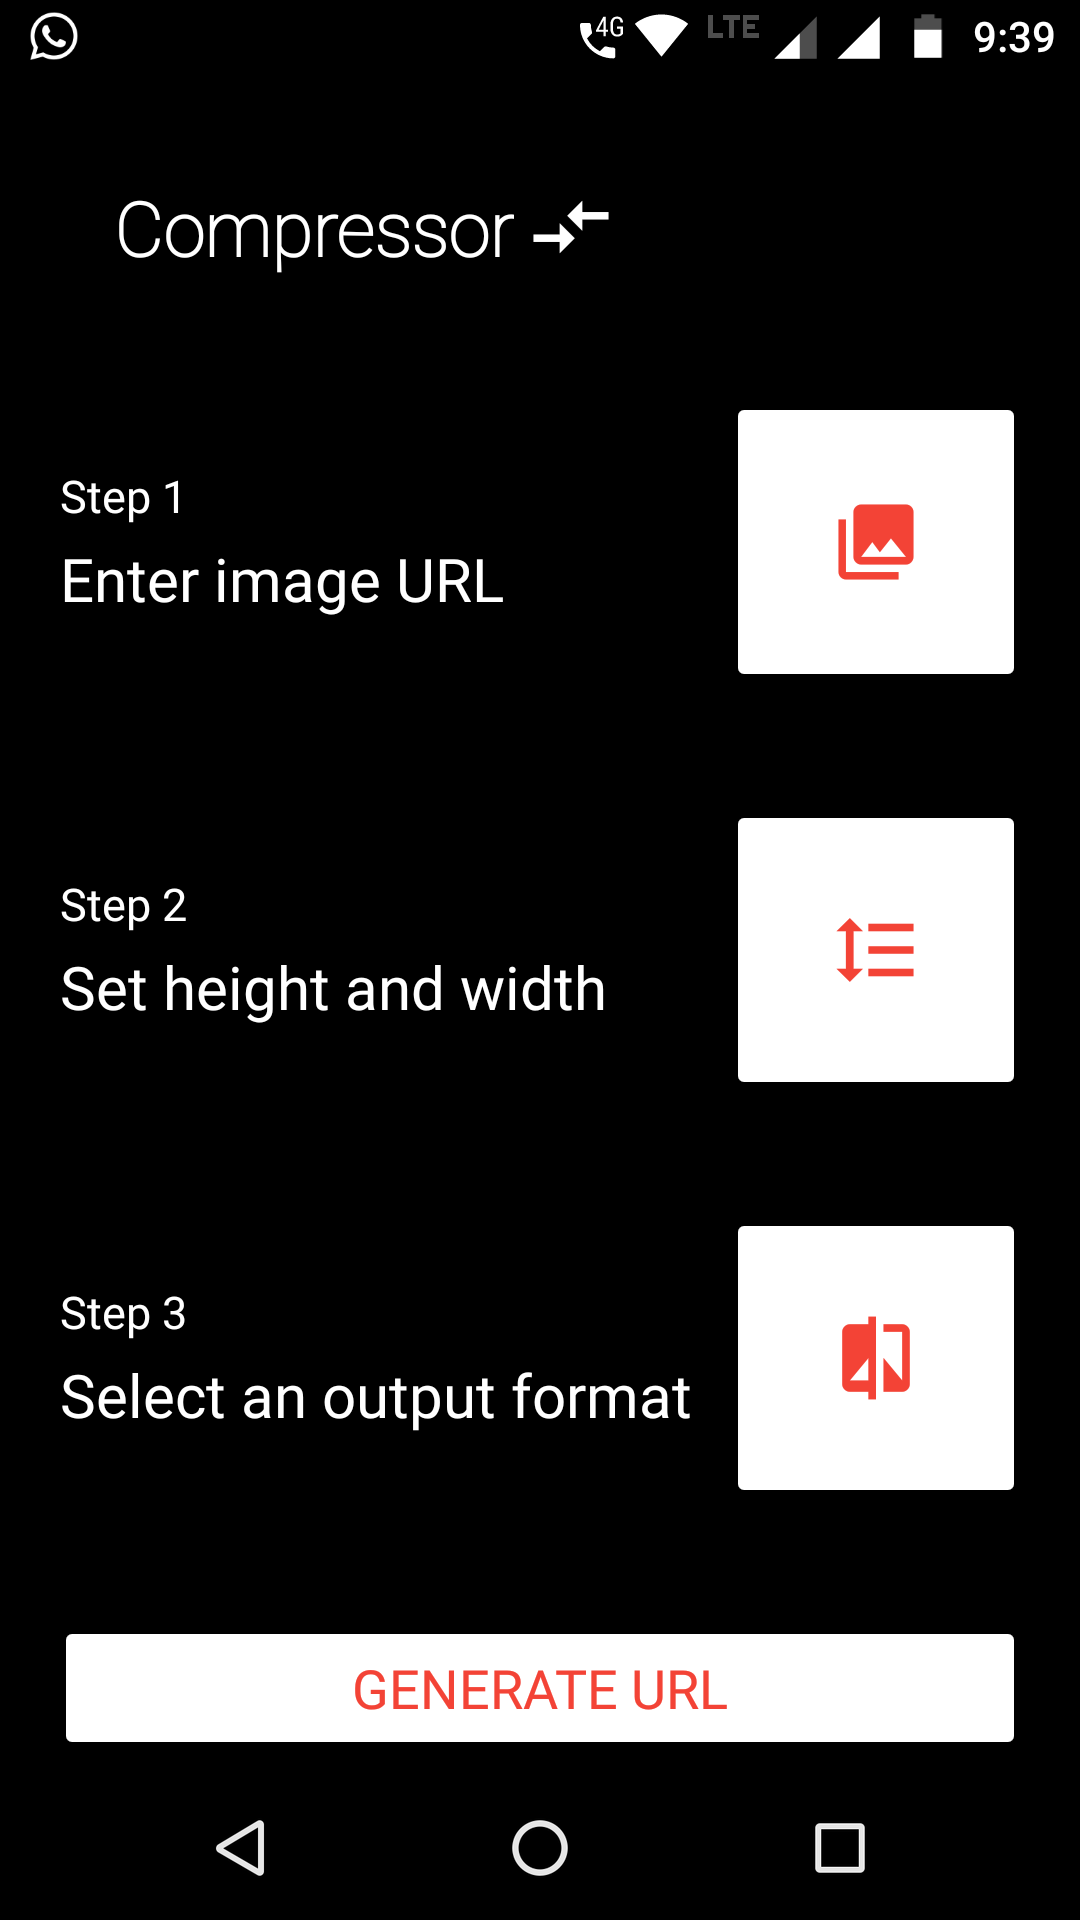 4G LTE 9:39
Compressor
Step 1
Enter image URL
Step 2
Set height and width
Step 3
Select an output format
GENERATE URL